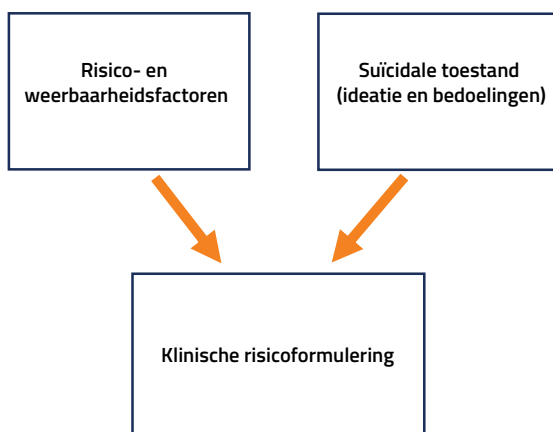 Risico- en
weerbaarheidsfactoren
Suïcidale toestand
(ideatie en bedoelingen)
Klinische risicoformulering